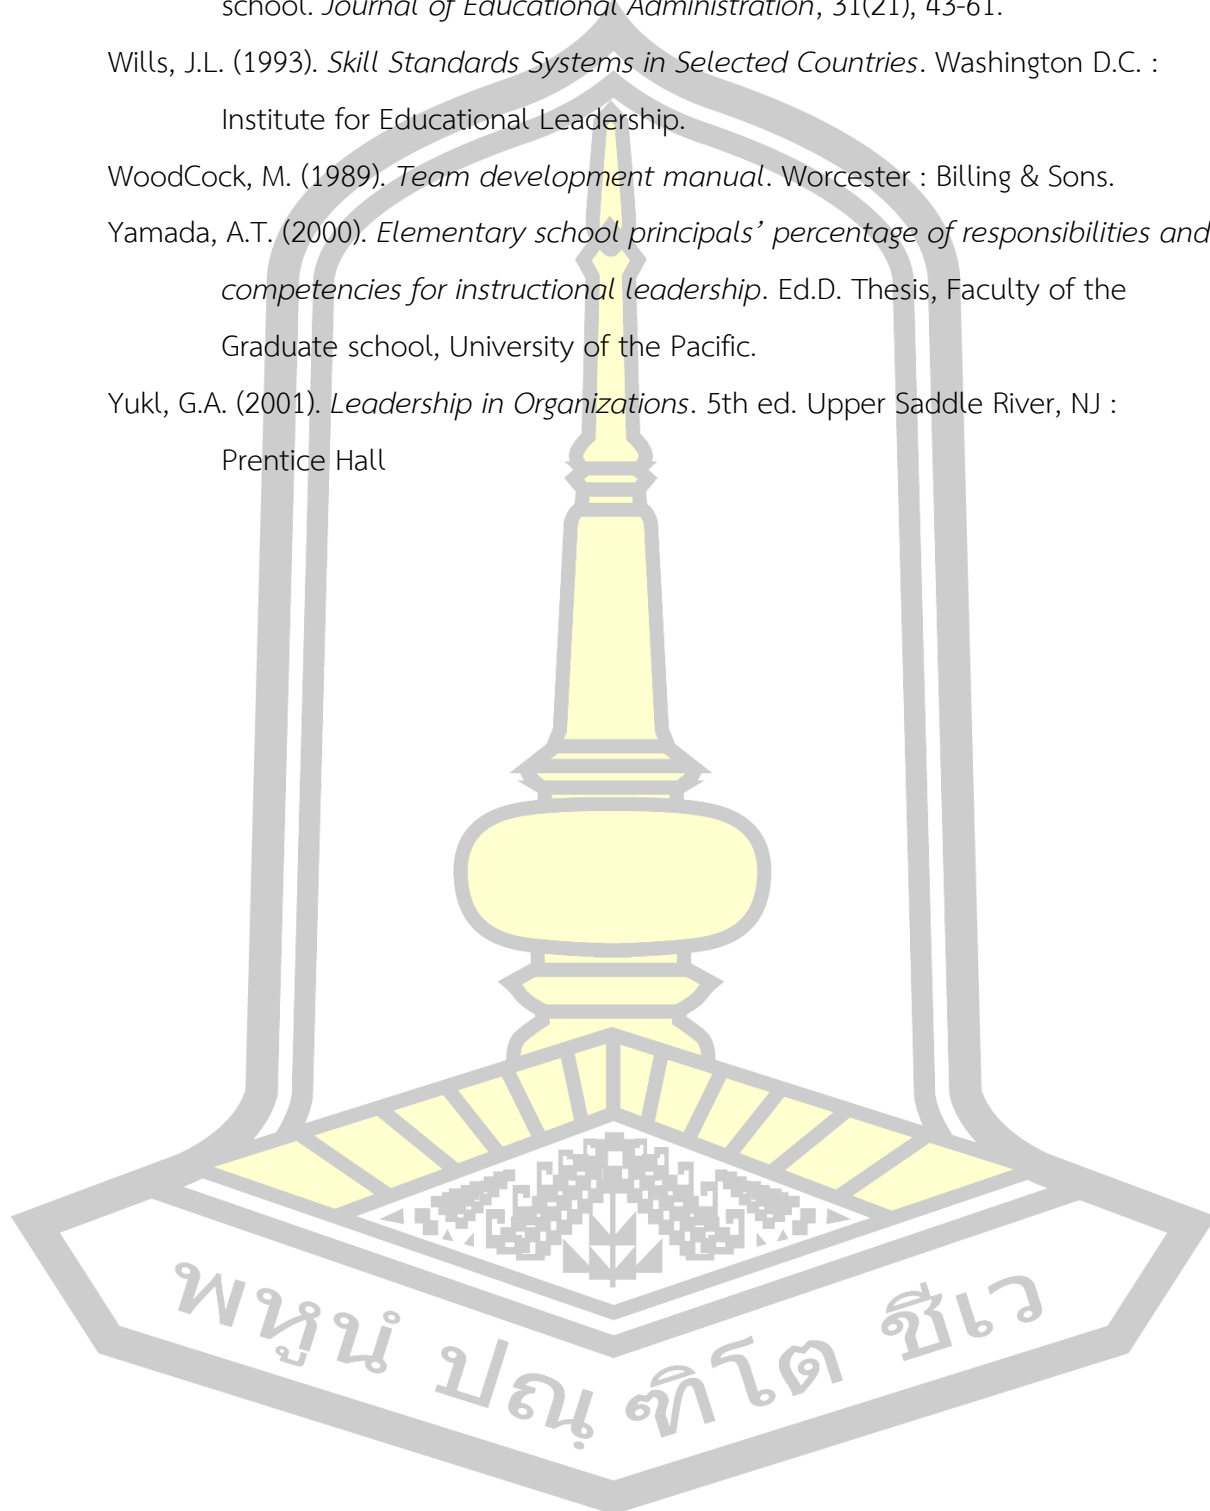 school. Journal of Educational Administration, 31(21), 43-61.
Wills, J.L. (1993). Skill Standards Systems in Selected Countries. Washington D.C. :
Institute for Educational Leadership.
WoodCock, M. (1989). Team development manual. Worcester : Billing & Sons.
Yamada, A.T. (2000). Elementary school principals’ percentage of responsibilities and
competencies for instructional leadership. Ed.D. Thesis, Faculty of the
Graduate school, University of the Pacific.
Yukl, G.A. (2001). Leadership in Organizations. 5th ed. Upper Saddle River, NJ :
Prentice Hall
พหูนํ ปณฺฑิโต ชีเว